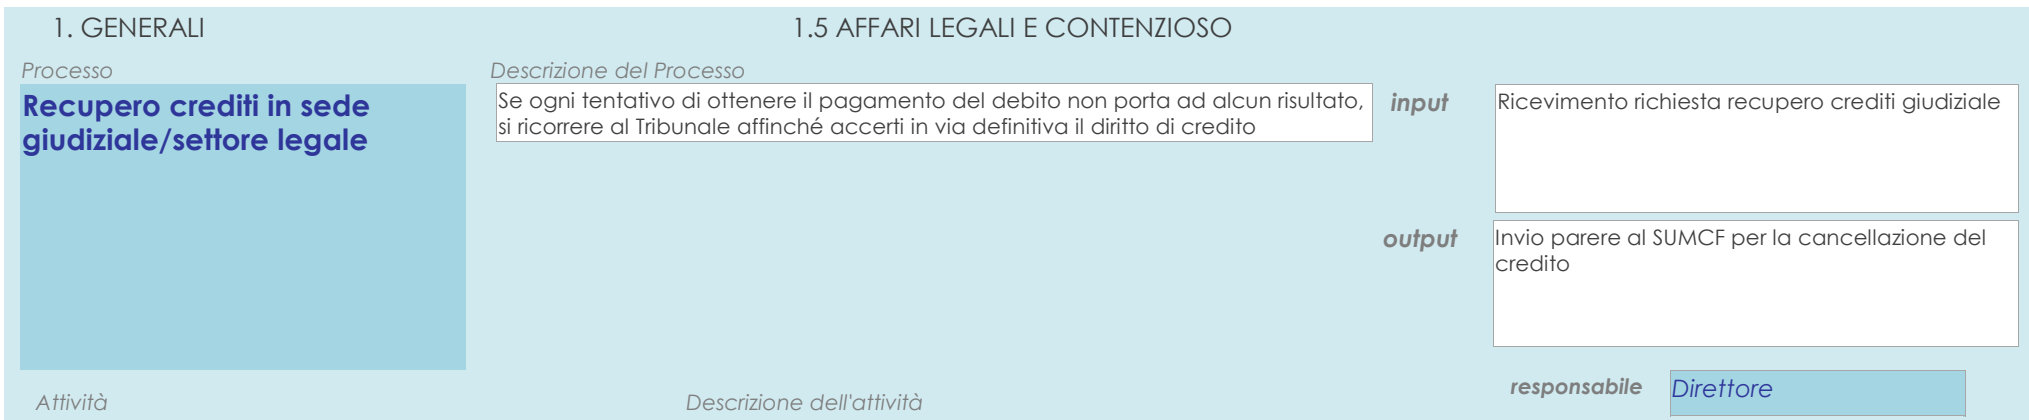 1. GENERALI
1.5 AFFARI LEGALI E CONTENZIOSO
Processo
Descrizione del Processo
Recupero crediti in sede
giudiziale/settore legale
Se ogni tentativo di ottenere il pagamento del debito non porta ad alcun risultato,
si ricorrere al Tribunale affinché accerti in via definitiva il diritto di credito
input
Ricevimento richiesta recupero crediti giudiziale
output
Invio parere al SUMCF per la cancellazione del
credito
responsabile
Direttore
Attività
Descrizione dell'attività